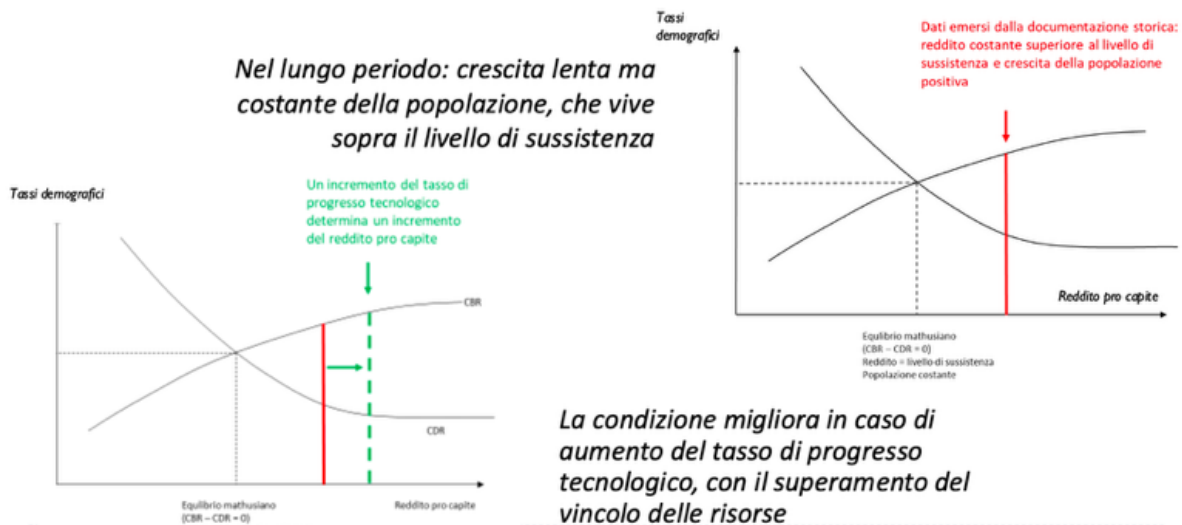 Nel lungo periodo: crescita lenta ma
costante della popolazione, che vive
sopra il livello di sussistenza
Tassi
demografici
Dati emersi dalla documentazione storica:
reddito costante superiore al livello di
sussistenza e crescita della popolazione
positiva
Reddito pro capite
Equlibrio mathusiano
(CBR – CDR = 0)
Reddito = livello di sussistenza
Popolazione costante
Tassi demografici
Un incremento del tasso di
progresso tecnologico
determina un incremento
del reddito pro capite
CBR
CDR
Equlibrio mathusiano
(CBR – CDR = 0)
Reddito pro capite
La condizione migliora in caso di
aumento del tasso di progresso
tecnologico, con il superamento del
vincolo delle risorse